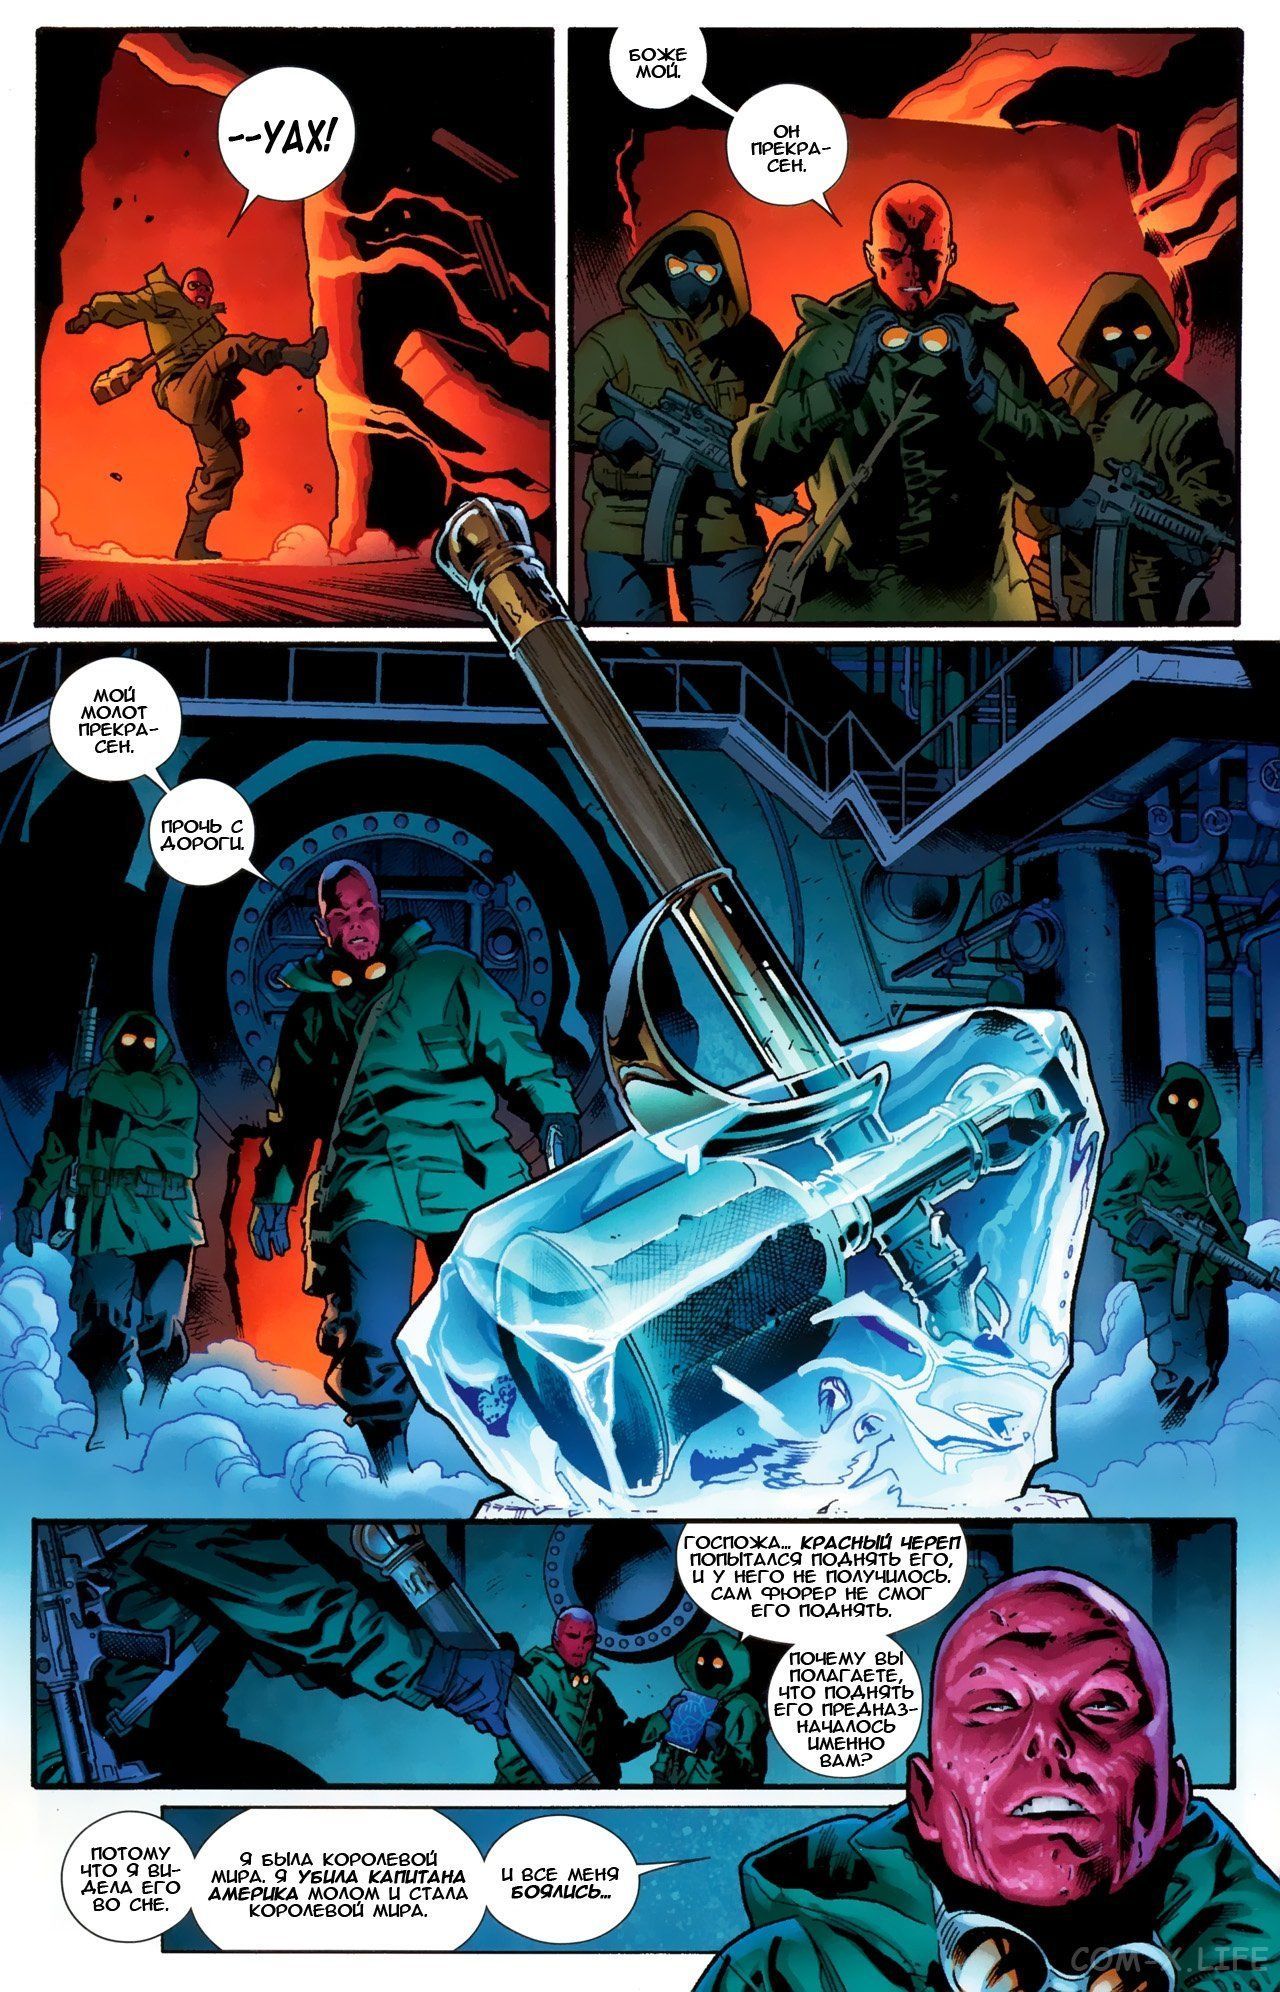 --УАХ!
БОЖЕ
МОЙ.
ОН
ПРЕКРА-
СЕН.
МОЙ
МОЛОТ
ПРЕКРА-
СЕН.
ПРОЧЬ С
ДОРОГИ.
ГОСПОЖА... КРАСНЫЙ ЧЕРЕП
ПОПЫТАЛСЯ ПОДНЯТЬ ЕГО,
И У НЕГО НЕ ПОЛУЧИЛОСЬ.
САМ ФЮРЕР НЕ СМОГ
ЕГО ПОДНЯТЬ.
ПОЧЕМУ ВЫ
ПОЛАГАЕТЕ,
ЧТО ПОДНЯТЬ
ЕГО ПРЕДНАЗ-
НАЧАЛОСЬ
ИМЕННО
ВАМ?
ПОТОМУ
ЧТО Я ВИ-
ДЕЛА ЕГО
ВО СНЕ.
Я БЫЛА КОРОЛЕВОЙ
МИРА. Я УБИЛА КАПИТАНА
АМЕРИКА МОЛОМ И СТАЛА
КОРОЛЕВОЙ МИРА.
И ВСЕ МЕНЯ
БОЯЛИСЬ...
COM-X.LIFE